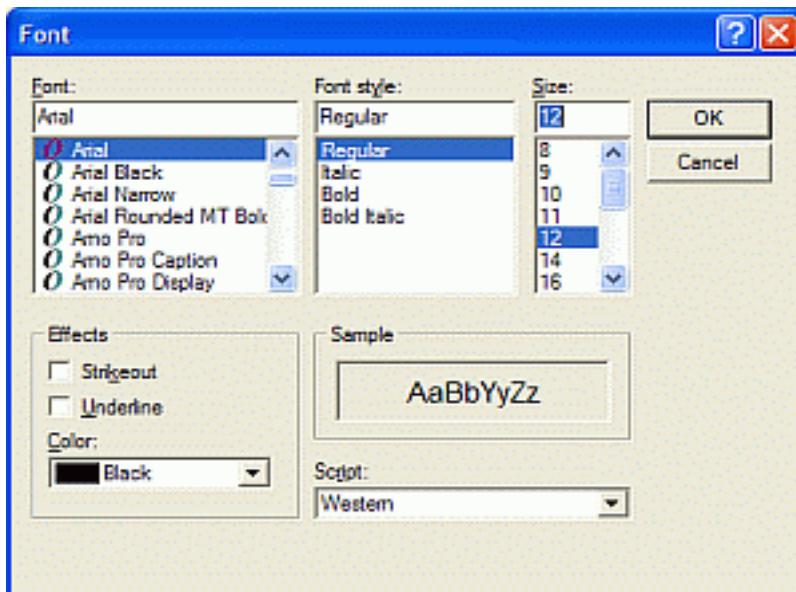 Font
Font:
Arial
Arial
Arial Black
Arial Narrow
Arial Rounded MT Bolc
Arno Pro
Arno Pro Caption
Arno Pro Display
Font style:
Regular
Regular
Italic
Bold
Bold Italic
Size:
12
8
9
10
11
12
14
16
OK
Cancel
Effects
Strikeout
Underline
Color:
Black
Sample
AaBbYyZz
Script:
Western